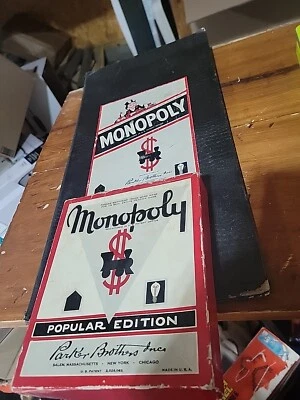 MONOPOLY
Parker Brothers Inc
Monopoly
POPULAR EDITION
Parker Brothers Inc
SALEM, MASSACHUSETTS · NEW YORK · CHICAGO
MADE IN U.S.A.